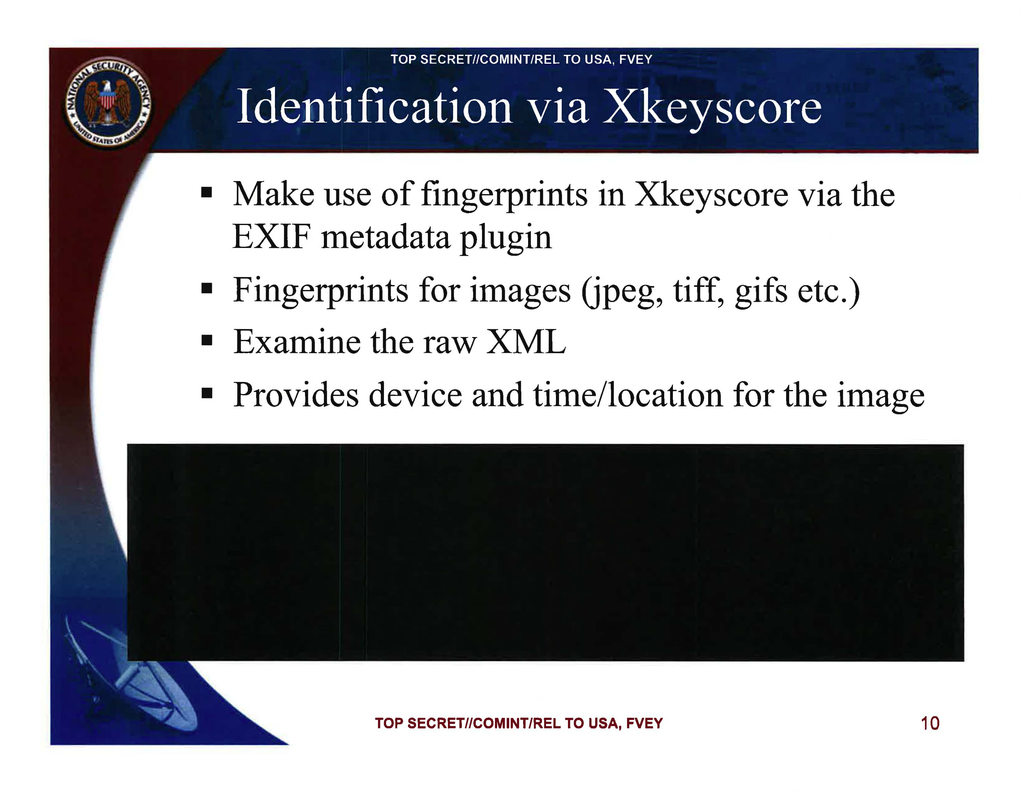 TOP SECRET//COMINT/REL TO USA, FVEY
NATIONAL SECURITY AGENCY
UNITED STATES OF AMERICA
Identification via Xkeyscore
▪ Make use of fingerprints in Xkeyscore via the
EXIF metadata plugin
▪ Fingerprints for images (jpeg, tiff, gifs etc.)
▪ Examine the raw XML
▪ Provides device and time/location for the image
TOP SECRET//COMINT/REL TO USA, FVEY
10